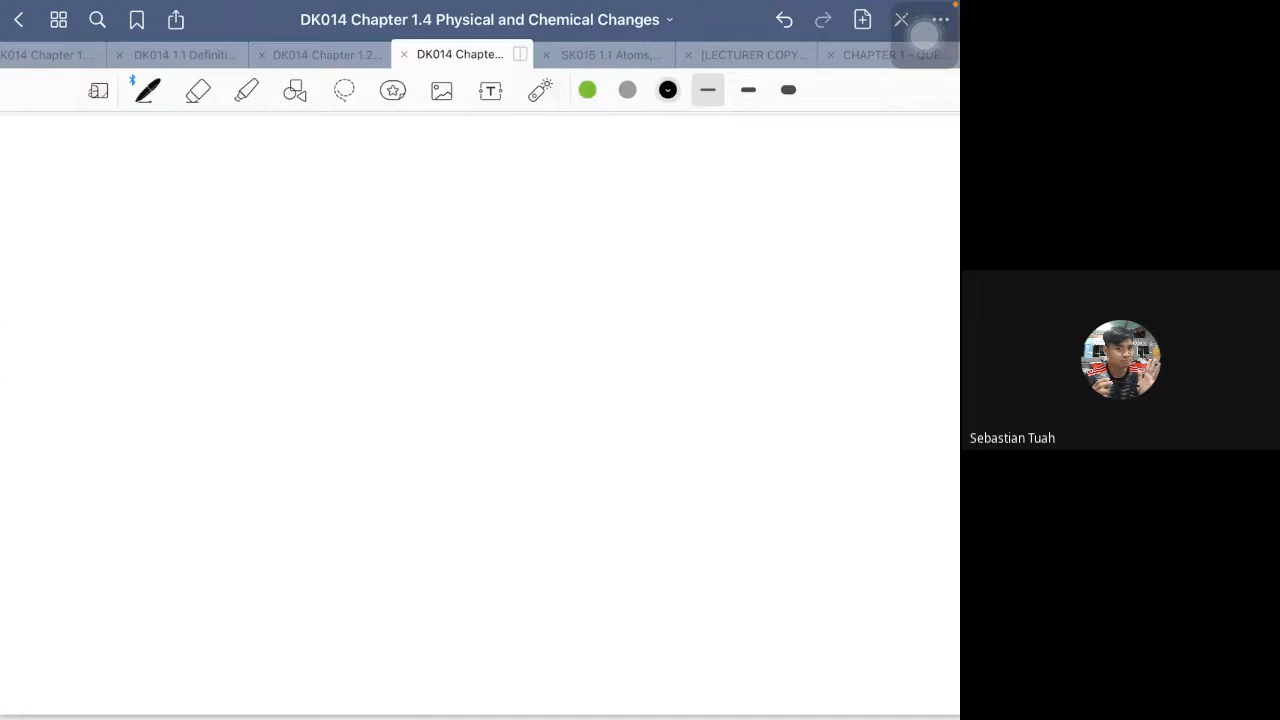 DK014 Chapter 1.4 Physical and Chemical Changes
K014 Chapter 1....
DK014 1.1 Definiti...
DK014 Chapter 1.2...
DK014 Chapte...
SK015 1.1 Atoms,...
[LECTURER COPY...
CHAPTER 1 - QUE...
T
Sebastian Tuah